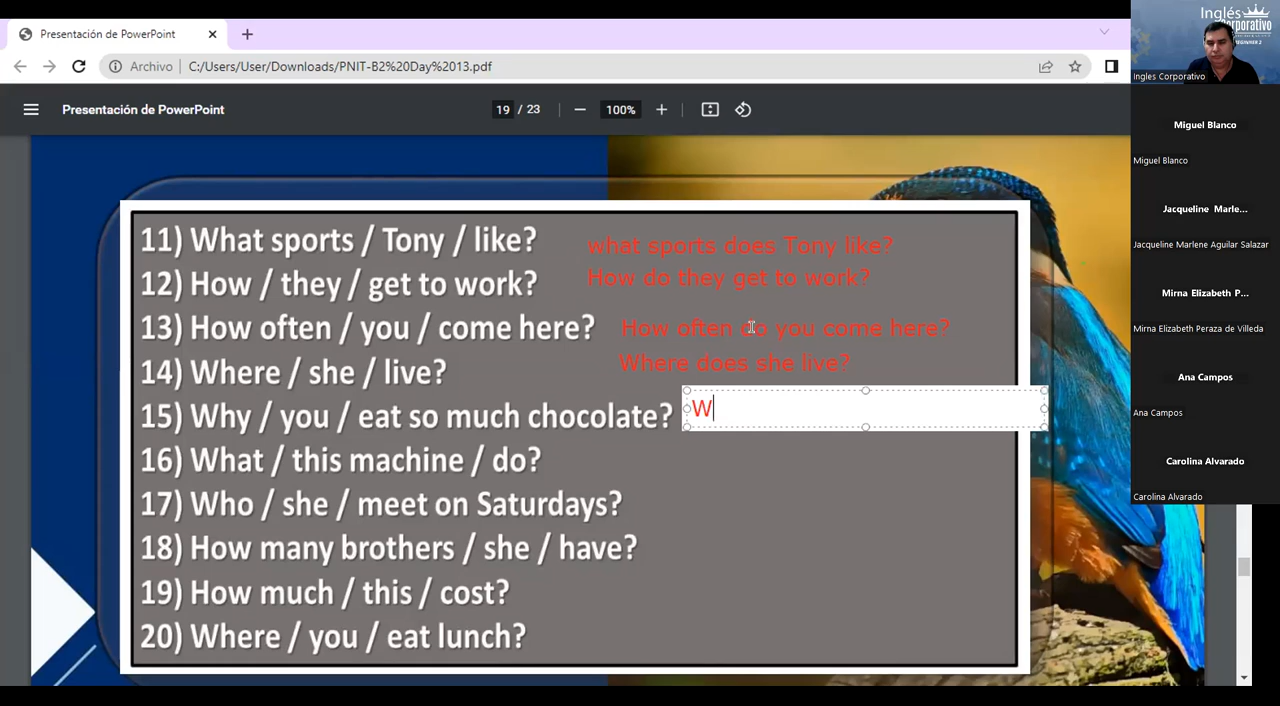 Presentación de PowerPoint
Archivo C:/Users/User/Downloads/PNIT-B2%20Day%2013.pdf
Presentación de PowerPoint 19 / 23 100%
11) What sports / Tony / like? what sports does Tony like?
12) How / they / get to work? How do they get to work?
13) How often / you / come here? How often do you come here?
14) Where / she / live? Where does she live?
15) Why / you / eat so much chocolate? W
16) What / this machine / do?
17) Who / she / meet on Saturdays?
18) How many brothers / she / have?
19) How much / this / cost?
20) Where / you / eat lunch?
Inglés
Corporativo
BEGINNER 2
Ingles Corporativo
Miguel Blanco
Miguel Blanco
Jacqueline Marle...
Jacqueline Marlene Aguilar Salazar
Mirna Elizabeth P...
Mirna Elizabeth Peraza de Villeda
Ana Campos
Ana Campos
Carolina Alvarado
Carolina Alvarado